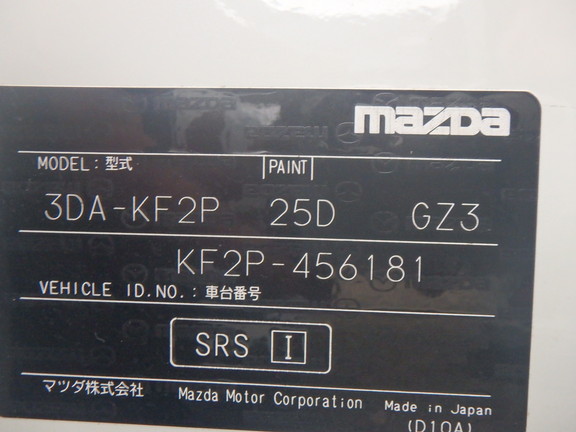 mazda
MODEL: 型式 PAINT
3DA-KF2P 25D GZ3
KF2P-456181
VEHICLE ID.NO.: 車台番号
SRS I
マツダ株式会社 Mazda Motor Corporation Made in Japan
(D10A)